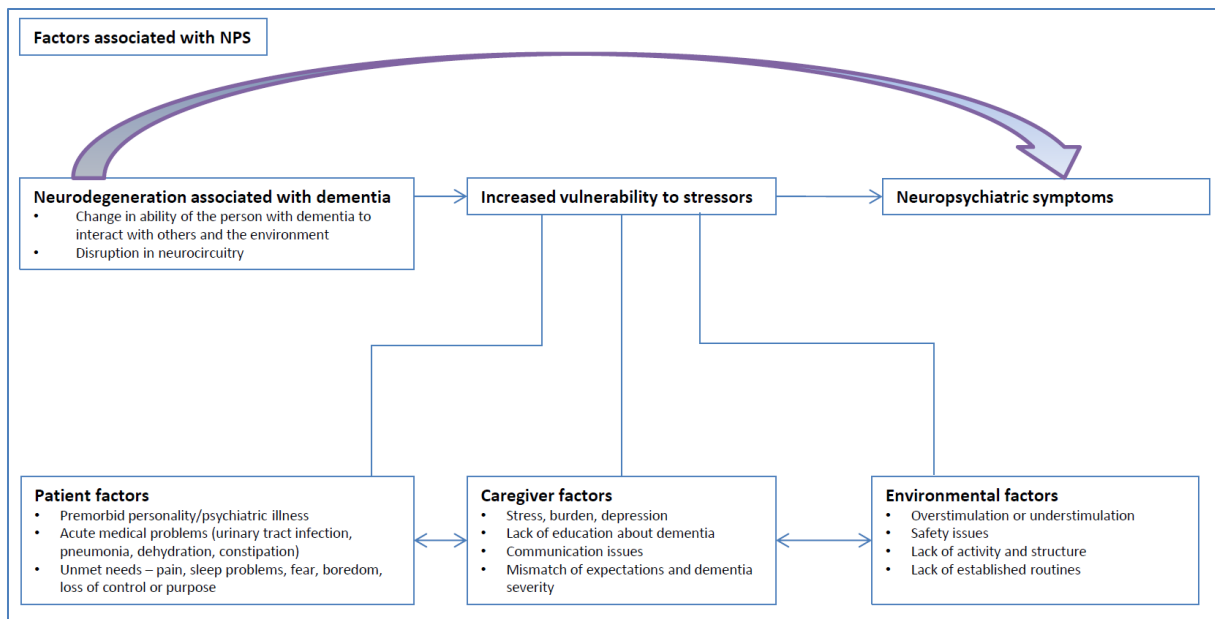 Factors associated with NPS
Neurodegeneration associated with dementia
• Change in ability of the person with dementia to
interact with others and the environment
• Disruption in neurocircuitry
Increased vulnerability to stressors
Neuropsychiatric symptoms
Patient factors
• Premorbid personality/psychiatric illness
• Acute medical problems (urinary tract infection,
pneumonia, dehydration, constipation)
• Unmet needs – pain, sleep problems, fear, boredom,
loss of control or purpose
Caregiver factors
• Stress, burden, depression
• Lack of education about dementia
• Communication issues
• Mismatch of expectations and dementia
severity
Environmental factors
• Overstimulation or understimulation
• Safety issues
• Lack of activity and structure
• Lack of established routines